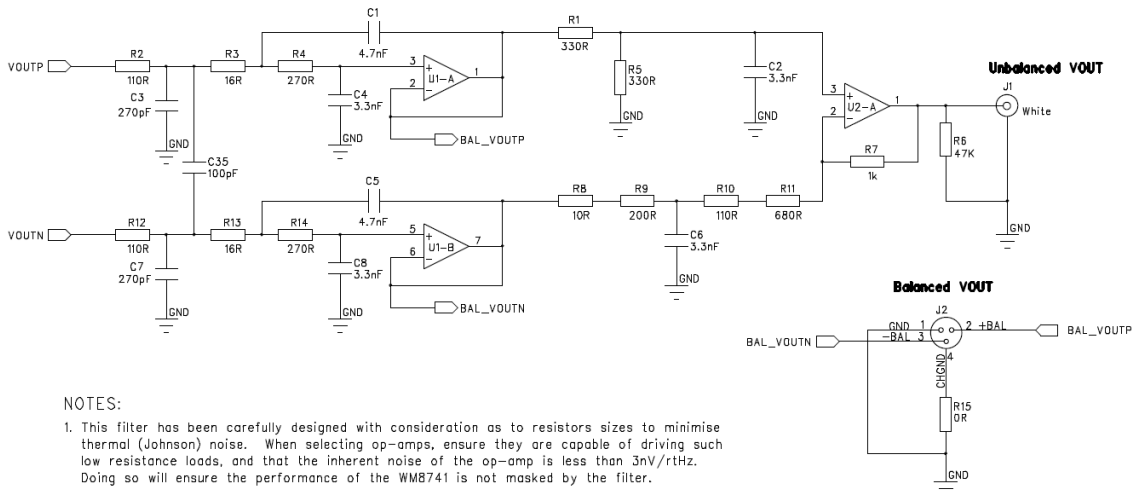 C1
4.7nF
R1
330R
VOUTP
R2
110R
R3
16R
R4
270R
3
2
1
U1-A
C3
270pF
C4
3.3nF
GND
GND
BAL_VOUTP
R5
330R
GND
C2
3.3nF
GND
3
2
1
U2-A
Unbalanced VOUT
J1
White
R6
47K
R7
1k
GND
C35
100pF
C5
4.7nF
VOUTN
R12
110R
R13
16R
R14
270R
5
6
7
U1-B
C7
270pF
C8
3.3nF
GND
GND
BAL_VOUTN
R8
10R
R9
200R
R10
110R
R11
680R
C6
3.3nF
GND
Balanced VOUT
J2
GND 1
2 +BAL
-BAL 3
4
BAL_VOUTN
BAL_VOUTP
CHGND
R15
0R
GND
NOTES:
1. This filter has been carefully designed with consideration as to resistors sizes to minimise
thermal (Johnson) noise. When selecting op-amps, ensure they are capable of driving such
low resistance loads, and that the inherent noise of the op-amp is less than 3nV/rtHz.
Doing so will ensure the performance of the WM8741 is not masked by the filter.